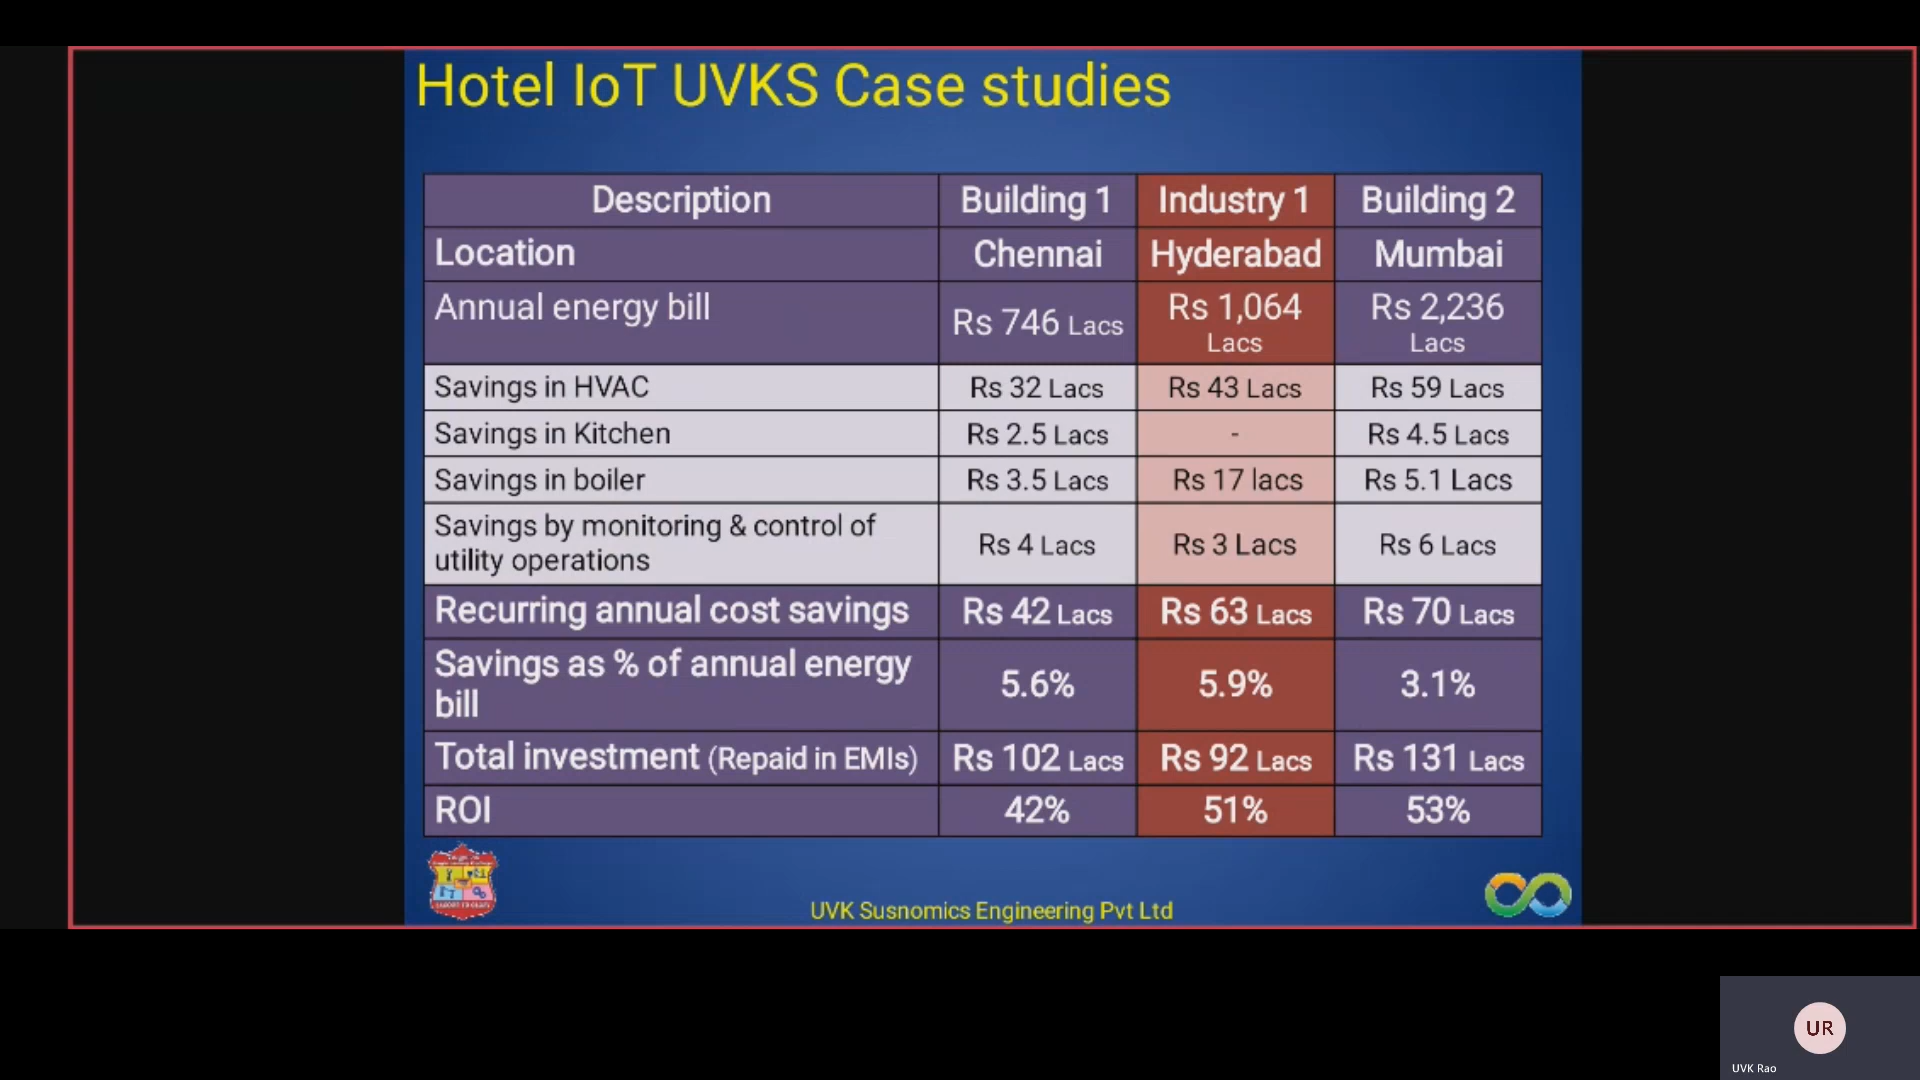 Hotel IoT UVKS Case studies
Description Building 1 Industry 1 Building 2
Location Chennai Hyderabad Mumbai
Annual energy bill Rs 746 Lacs Rs 1,064 Lacs Rs 2,236 Lacs
Savings in HVAC Rs 32 Lacs Rs 43 Lacs Rs 59 Lacs
Savings in Kitchen Rs 2.5 Lacs - Rs 4.5 Lacs
Savings in boiler Rs 3.5 Lacs Rs 17 lacs Rs 5.1 Lacs
Savings by monitoring & control of
utility operations Rs 4 Lacs Rs 3 Lacs Rs 6 Lacs
Recurring annual cost savings Rs 42 Lacs Rs 63 Lacs Rs 70 Lacs
Savings as % of annual energy
bill 5.6% 5.9% 3.1%
Total investment (Repaid in EMIs) Rs 102 Lacs Rs 92 Lacs Rs 131 Lacs
ROI 42% 51% 53%
UVK Susnomics Engineering Pvt Ltd
UR
UVK Rao